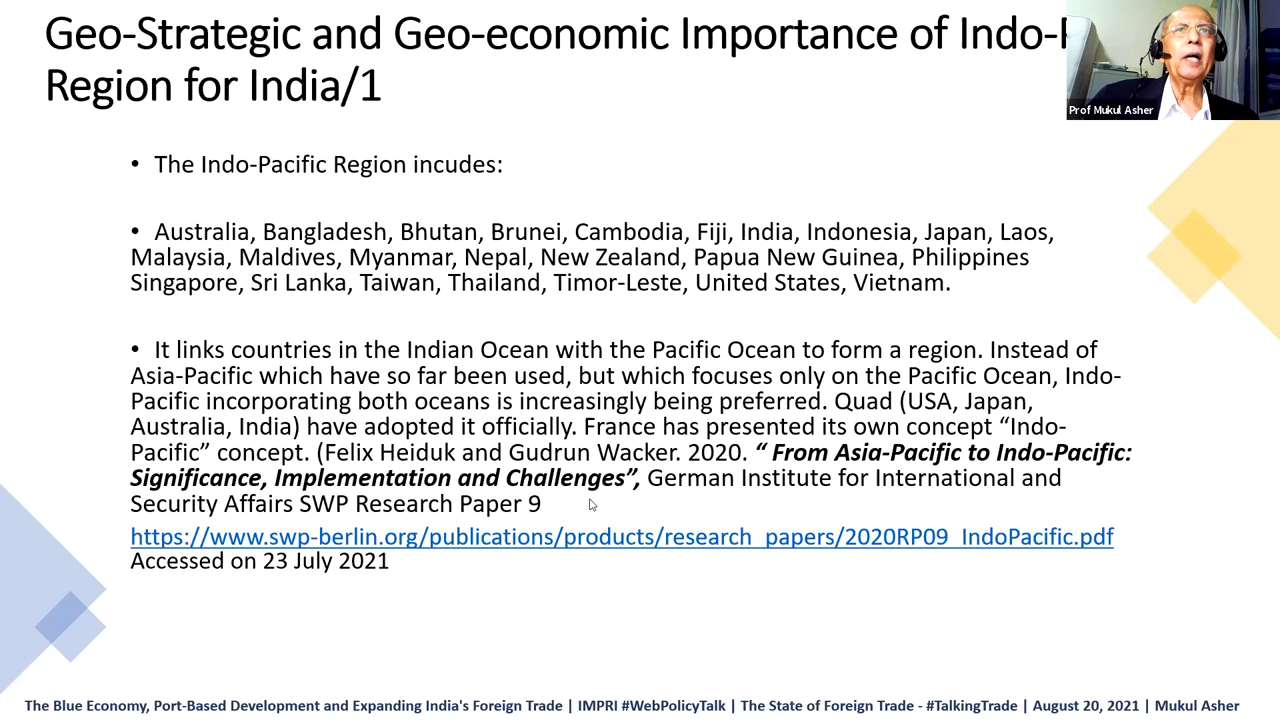 Geo-Strategic and Geo-economic Importance of Indo-
Region for India/1
Prof Mukul Asher
• The Indo-Pacific Region incudes:
• Australia, Bangladesh, Bhutan, Brunei, Cambodia, Fiji, India, Indonesia, Japan, Laos,
Malaysia, Maldives, Myanmar, Nepal, New Zealand, Papua New Guinea, Philippines
Singapore, Sri Lanka, Taiwan, Thailand, Timor-Leste, United States, Vietnam.
• It links countries in the Indian Ocean with the Pacific Ocean to form a region. Instead of
Asia-Pacific which have so far been used, but which focuses only on the Pacific Ocean, Indo-
Pacific incorporating both oceans is increasingly being preferred. Quad (USA, Japan,
Australia, India) have adopted it officially. France has presented its own concept “Indo-
Pacific” concept. (Felix Heiduk and Gudrun Wacker. 2020. “ From Asia-Pacific to Indo-Pacific:
Significance, Implementation and Challenges”, German Institute for International and
Security Affairs SWP Research Paper 9
https://www.swp-berlin.org/publications/products/research_papers/2020RP09_IndoPacific.pdf
Accessed on 23 July 2021
The Blue Economy, Port-Based Development and Expanding India's Foreign Trade | IMPRI #WebPolicyTalk | The State of Foreign Trade - #TalkingTrade | August 20, 2021 | Mukul Asher